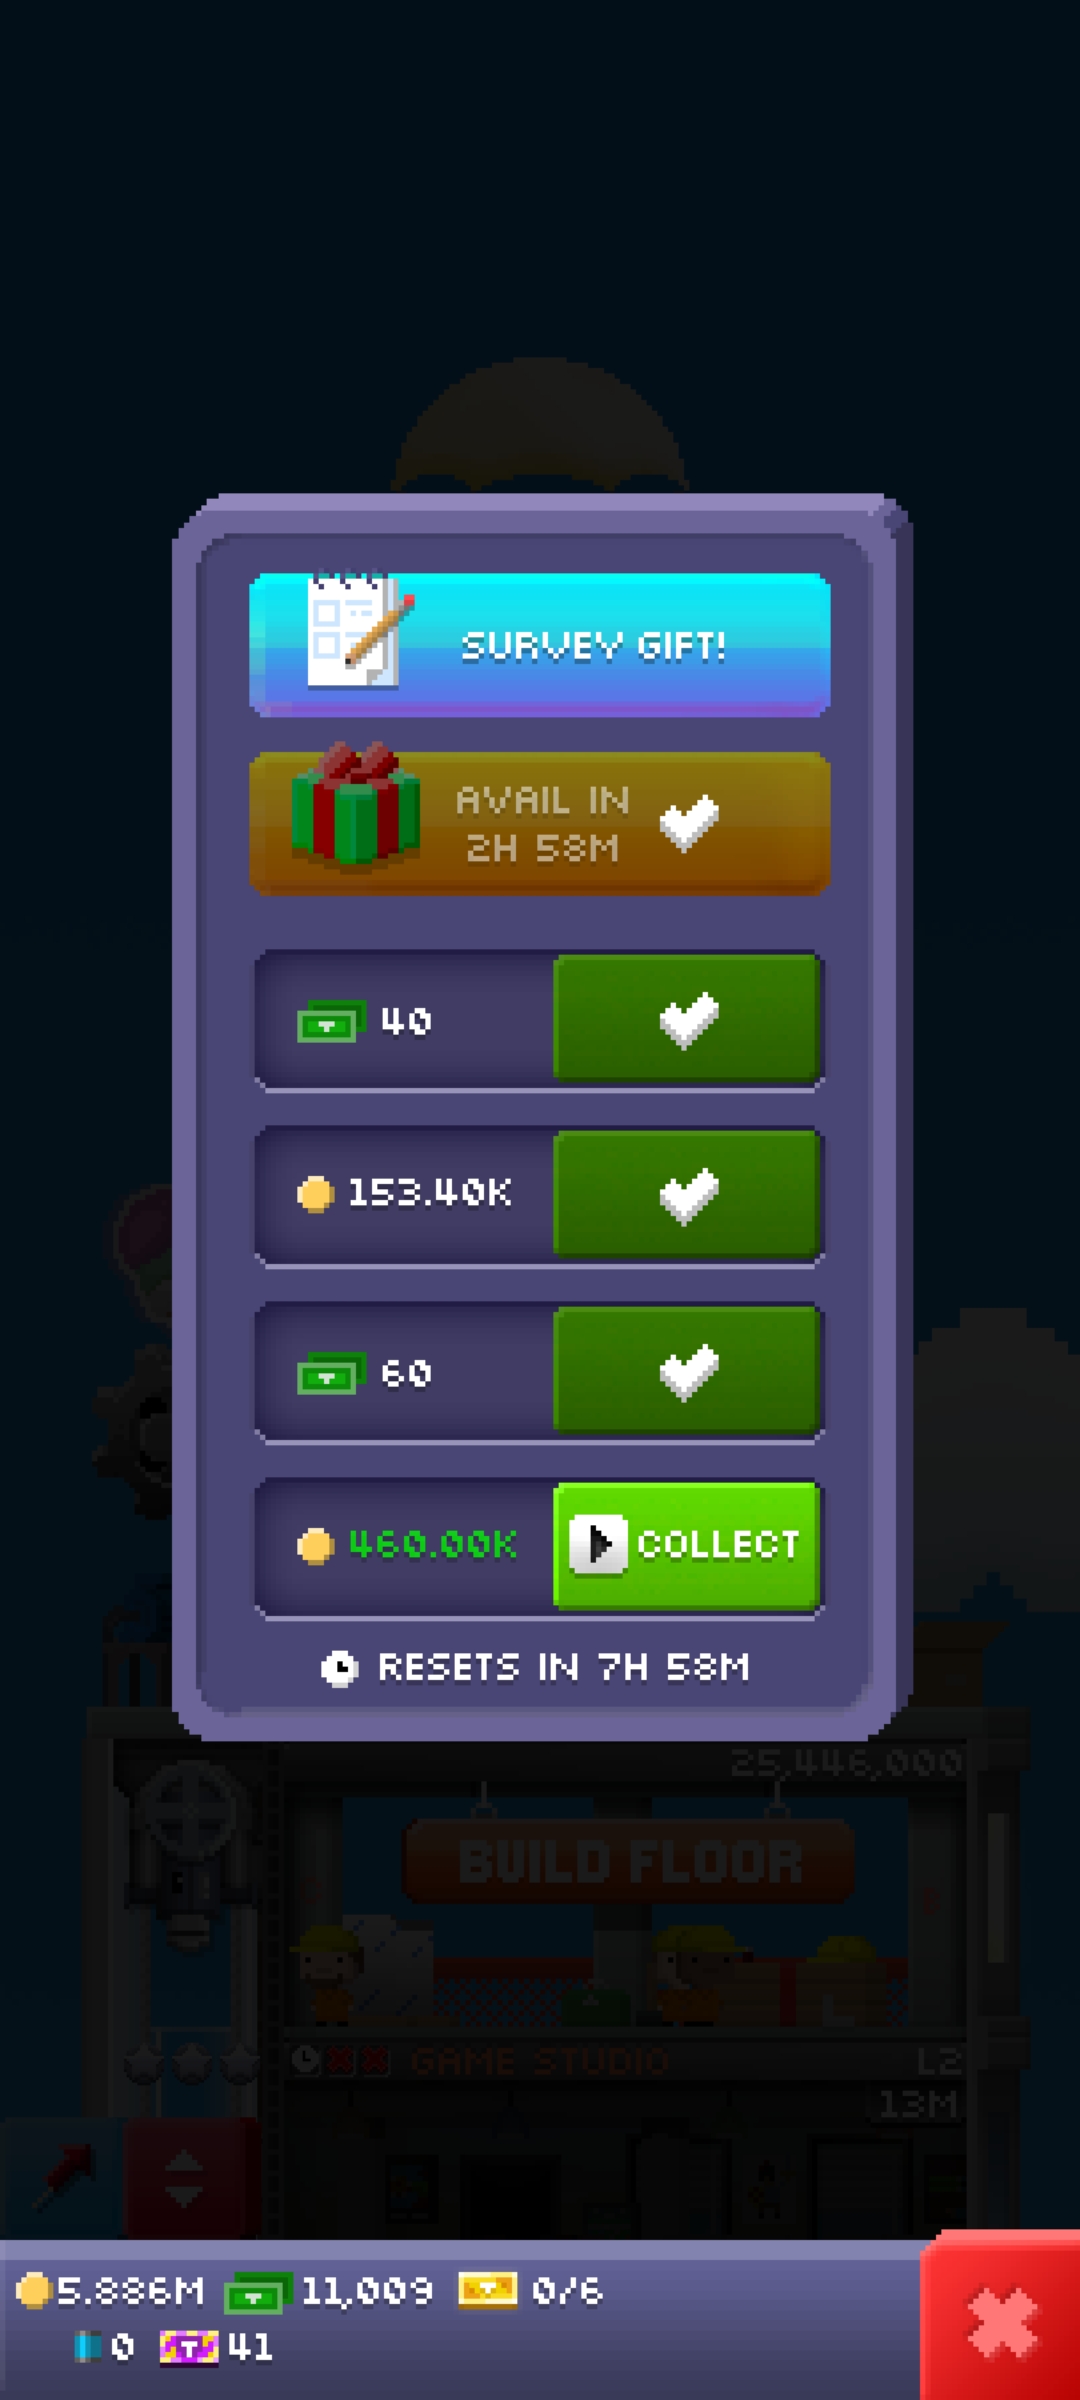 SURVEY GIFT!
AVAIL IN
2H 58M
40
153.40K
60
460.00K COLLECT
RESETS IN 7H 58M
25,446,000
BUILD FLOOR
GAME STUDIO L2
13M
5.886M 11,009 0/6
0 41